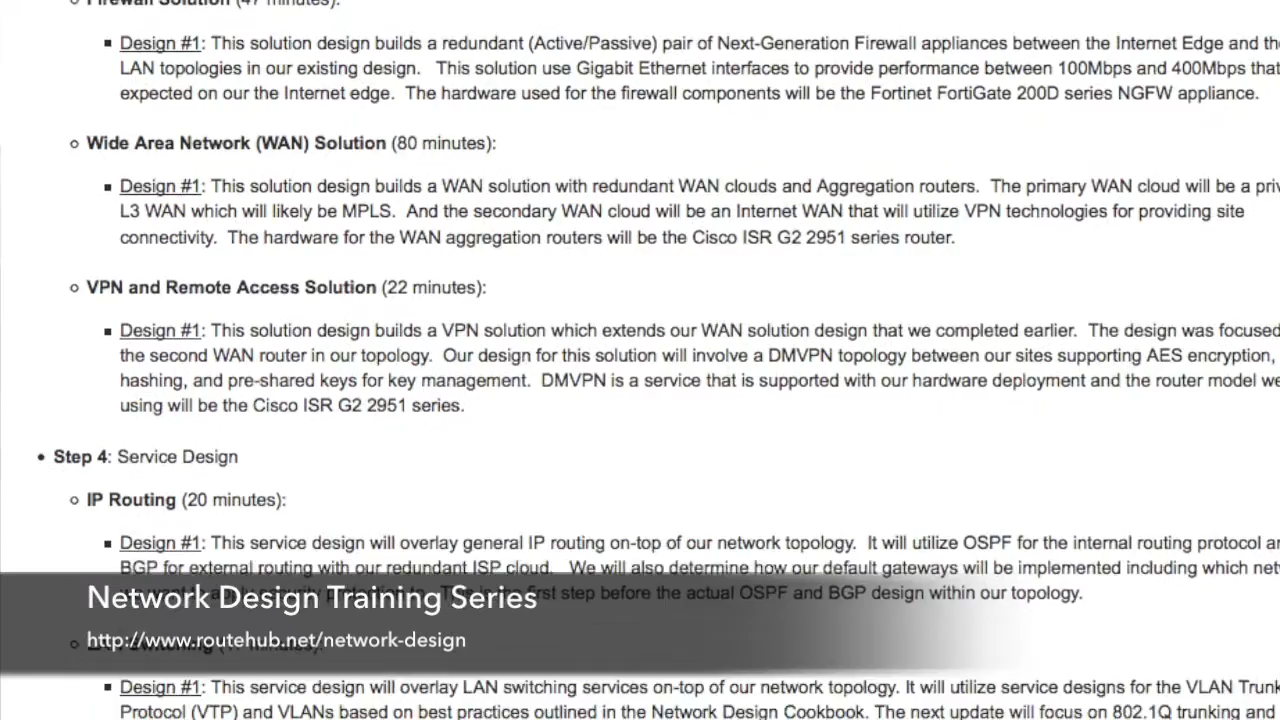 Firewall Solution (47 minutes):
Design #1: This solution design builds a redundant (Active/Passive) pair of Next-Generation Firewall appliances between the Internet Edge and the
LAN topologies in our existing design. This solution use Gigabit Ethernet interfaces to provide performance between 100Mbps and 400Mbps that
expected on our the Internet edge. The hardware used for the firewall components will be the Fortinet FortiGate 200D series NGFW appliance.
Wide Area Network (WAN) Solution (80 minutes):
Design #1: This solution design builds a WAN solution with redundant WAN clouds and Aggregation routers. The primary WAN cloud will be a
L3 WAN which will likely be MPLS. And the secondary WAN cloud will be an Internet WAN that will utilize VPN technologies for providing site
connectivity. The hardware for the WAN aggregation routers will be the Cisco ISR G2 2951 series router.
VPN and Remote Access Solution (22 minutes):
Design #1: This solution design builds a VPN solution which extends our WAN solution design that we completed earlier. The design was focused
the second WAN router in our topology. Our design for this solution will involve a DMVPN topology between our sites supporting AES encryption,
hashing, and pre-shared keys for key management. DMVPN is a service that is supported with our hardware deployment and the router model we
using will be the Cisco ISR G2 2951 series.
Step 4: Service Design
IP Routing (20 minutes):
Design #1: This service design will overlay general IP routing on-top of our network topology. It will utilize OSPF for the internal routing protocol
BGP for external routing with our redundant ISP cloud. We will also determine how our default gateways will be implemented including which
first step before the actual OSPF and BGP design within our topology.
Network Design Training Series
http://www.routehub.net/network-design
Design #1: This service design will overlay LAN switching services on-top of our network topology. It will utilize service designs for the VLAN Trunk
Protocol (VTP) and VLANs based on best practices outlined in the Network Design Cookbook. The next update will focus on 802.1Q trunking and